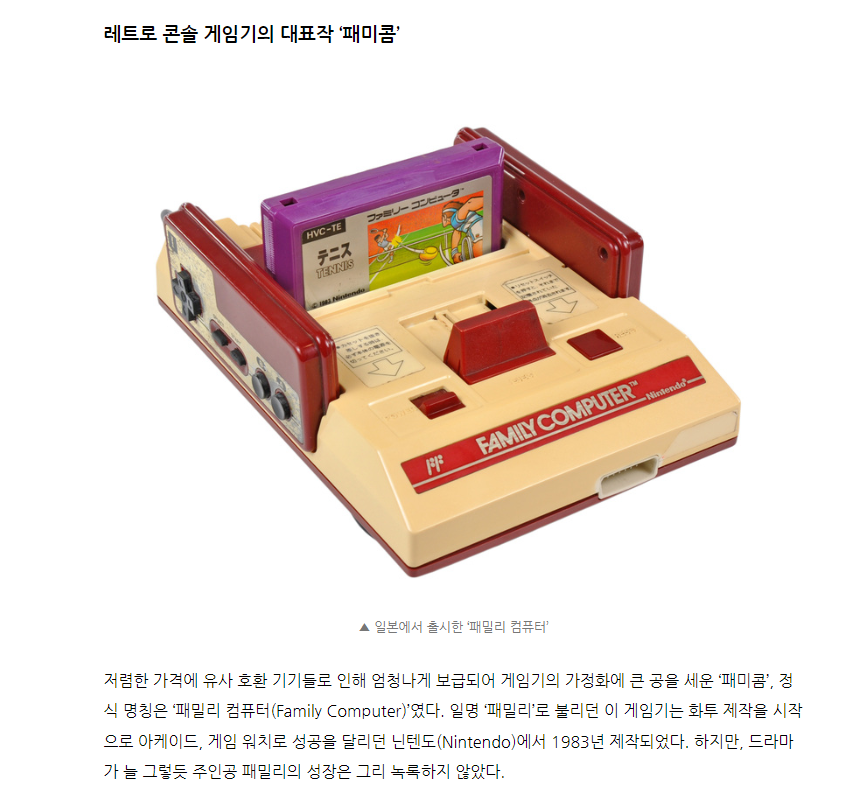 레트로 콘솔 게임기의 대표작 ‘패미콤’
ファミリー コンピュータ™
HVC-TE
テニス
TENNIS
© 1983 Nintendo
FAMILY COMPUTER™
Nintendo®
▲ 일본에서 출시한 ‘패밀리 컴퓨터’
저렴한 가격에 유사 호환 기기들로 인해 엄청나게 보급되어 게임기의 가정화에 큰 공을 세운 ‘패미콤’, 정
식 명칭은 ‘패밀리 컴퓨터(Family Computer)’였다. 일명 ‘패밀리’로 불리던 이 게임기는 화투 제작을 시작
으로 아케이드, 게임 워치로 성공을 달리던 닌텐도(Nintendo)에서 1983년 제작되었다. 하지만, 드라마
가 늘 그렇듯 주인공 패밀리의 성장은 그리 녹록하지 않았다.